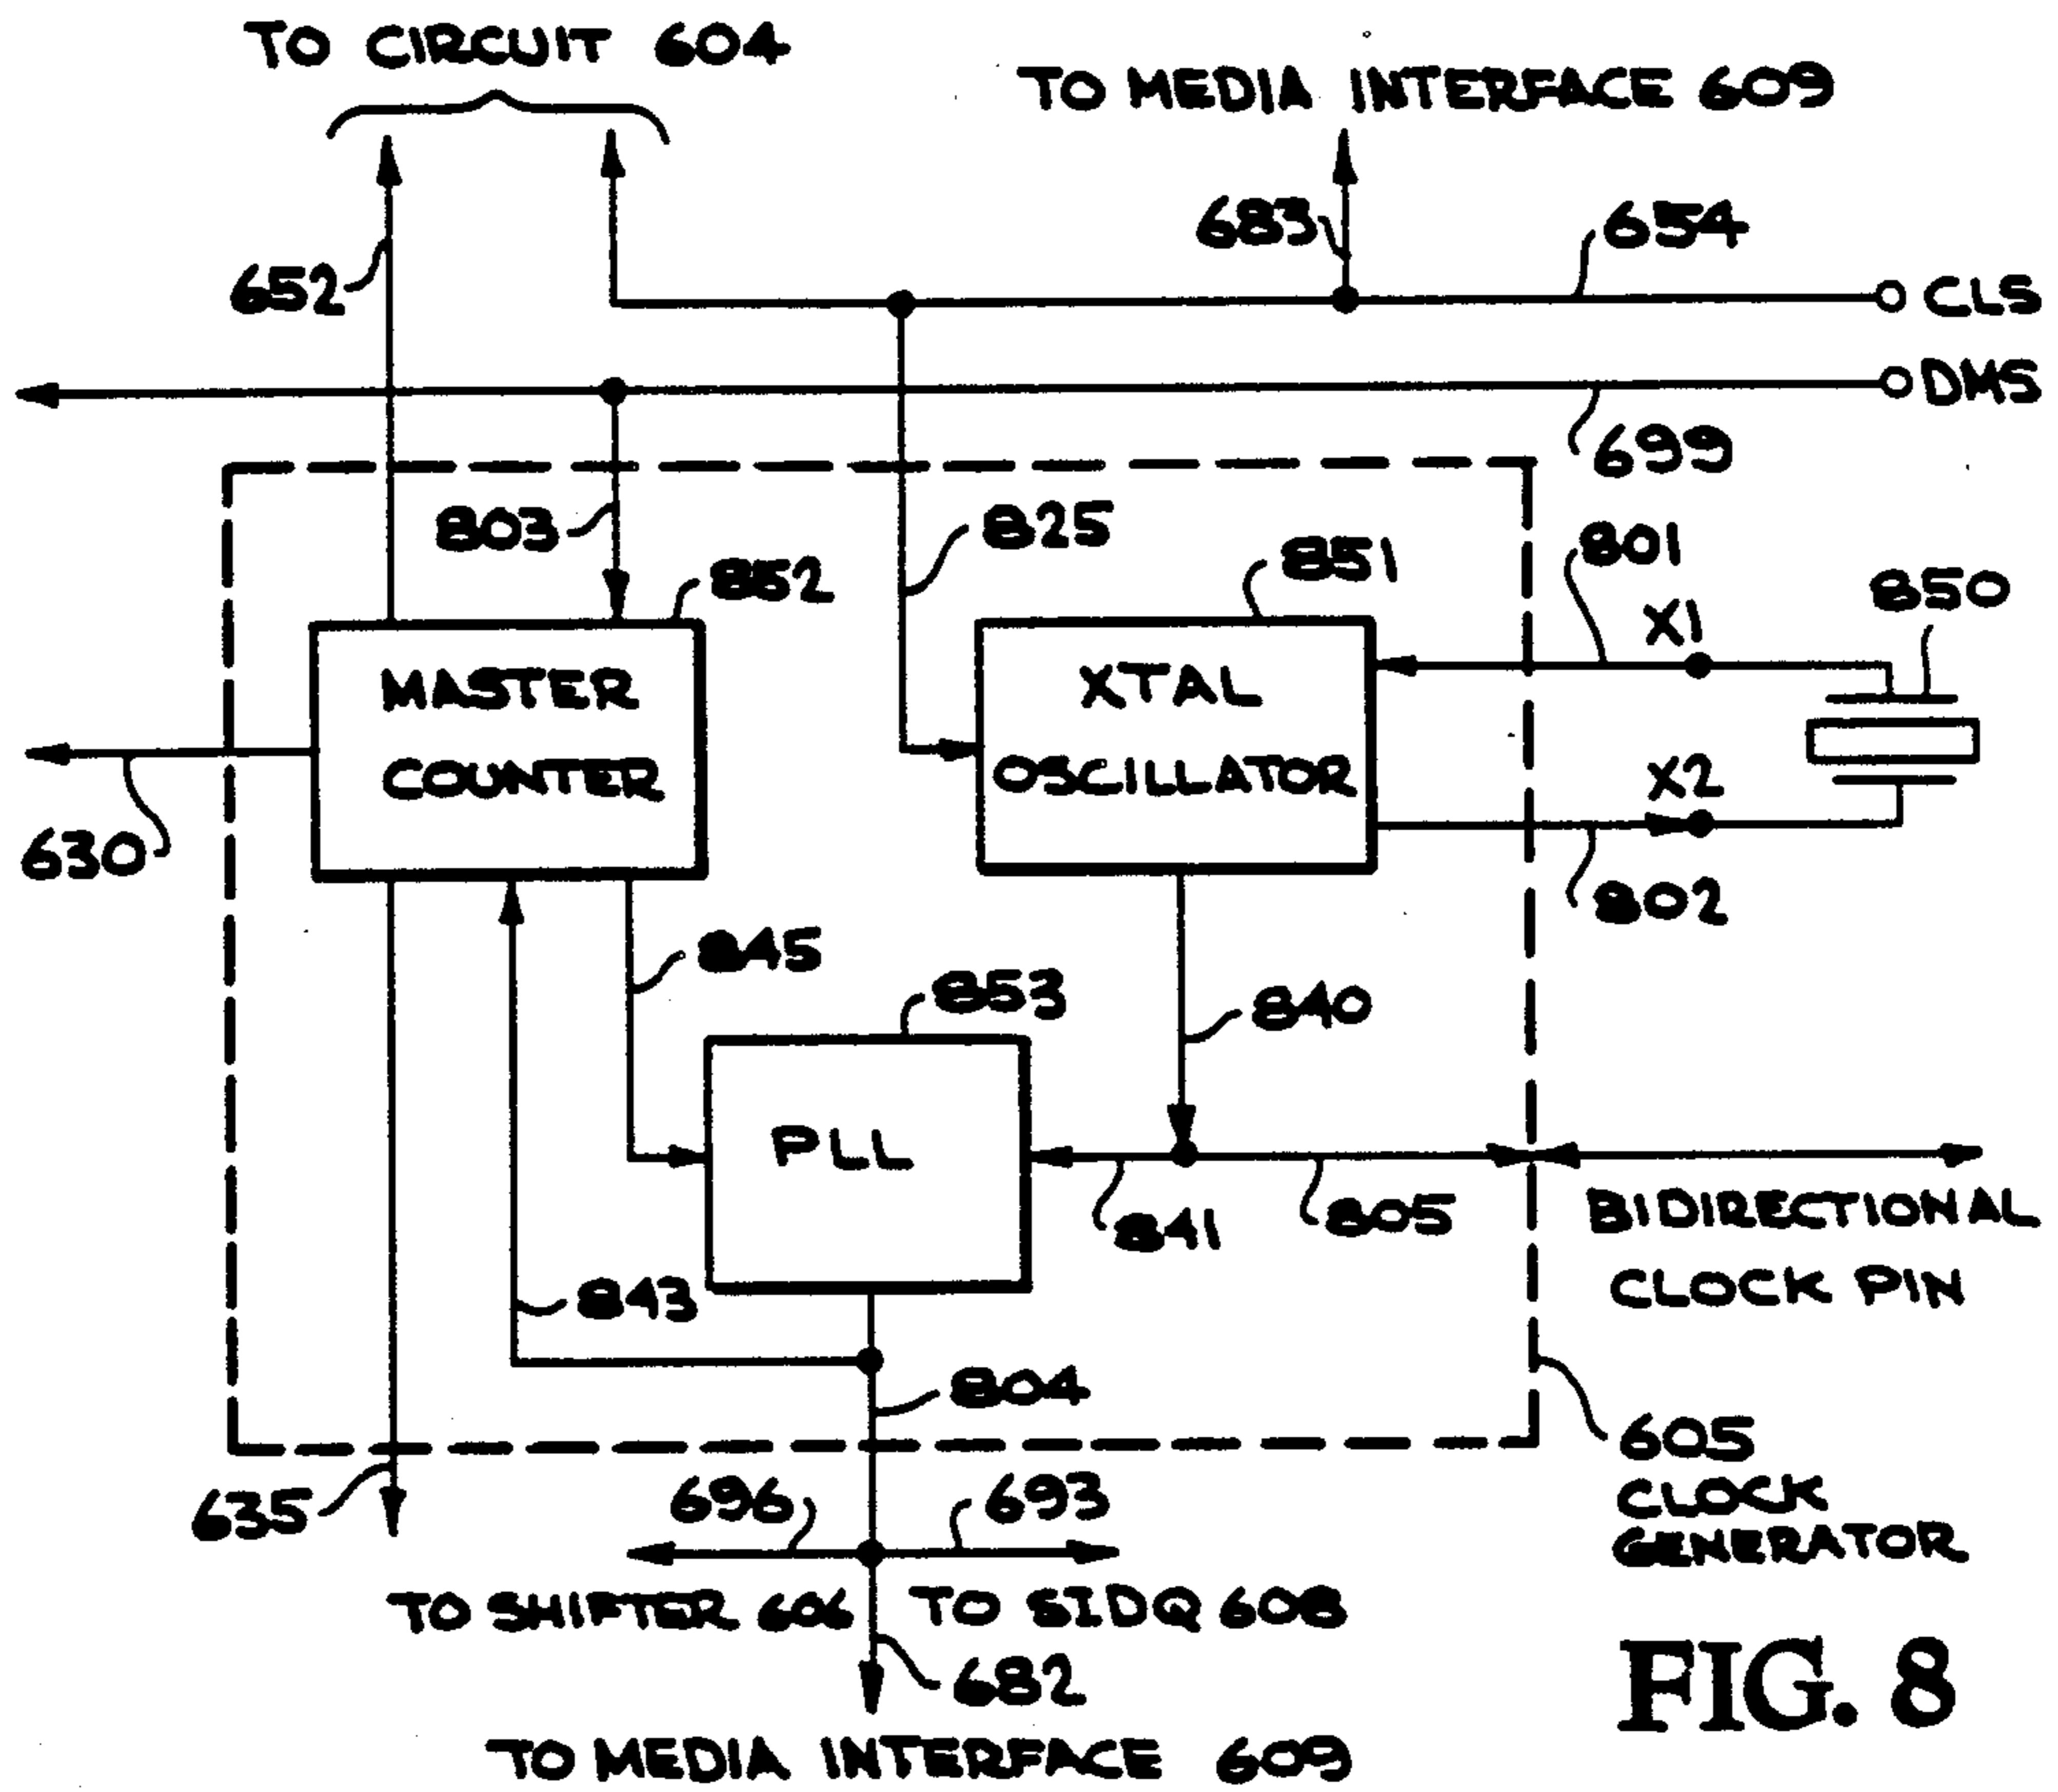 TO CIRCUIT 604
TO MEDIA INTERFACE 609
683
654
652
CLS
DMS
699
803
825
852
851
801
X1
850
MASTER
COUNTER
XTAL
OSCILLATOR
X2
630
802
845
853
840
PLL
841
805
BIDIRECTIONAL
CLOCK PIN
843
804
605
CLOCK
GENERATOR
635
696
693
TO SHIFTER 606
TO SIDQ 608
682
TO MEDIA INTERFACE 609
FIG. 8